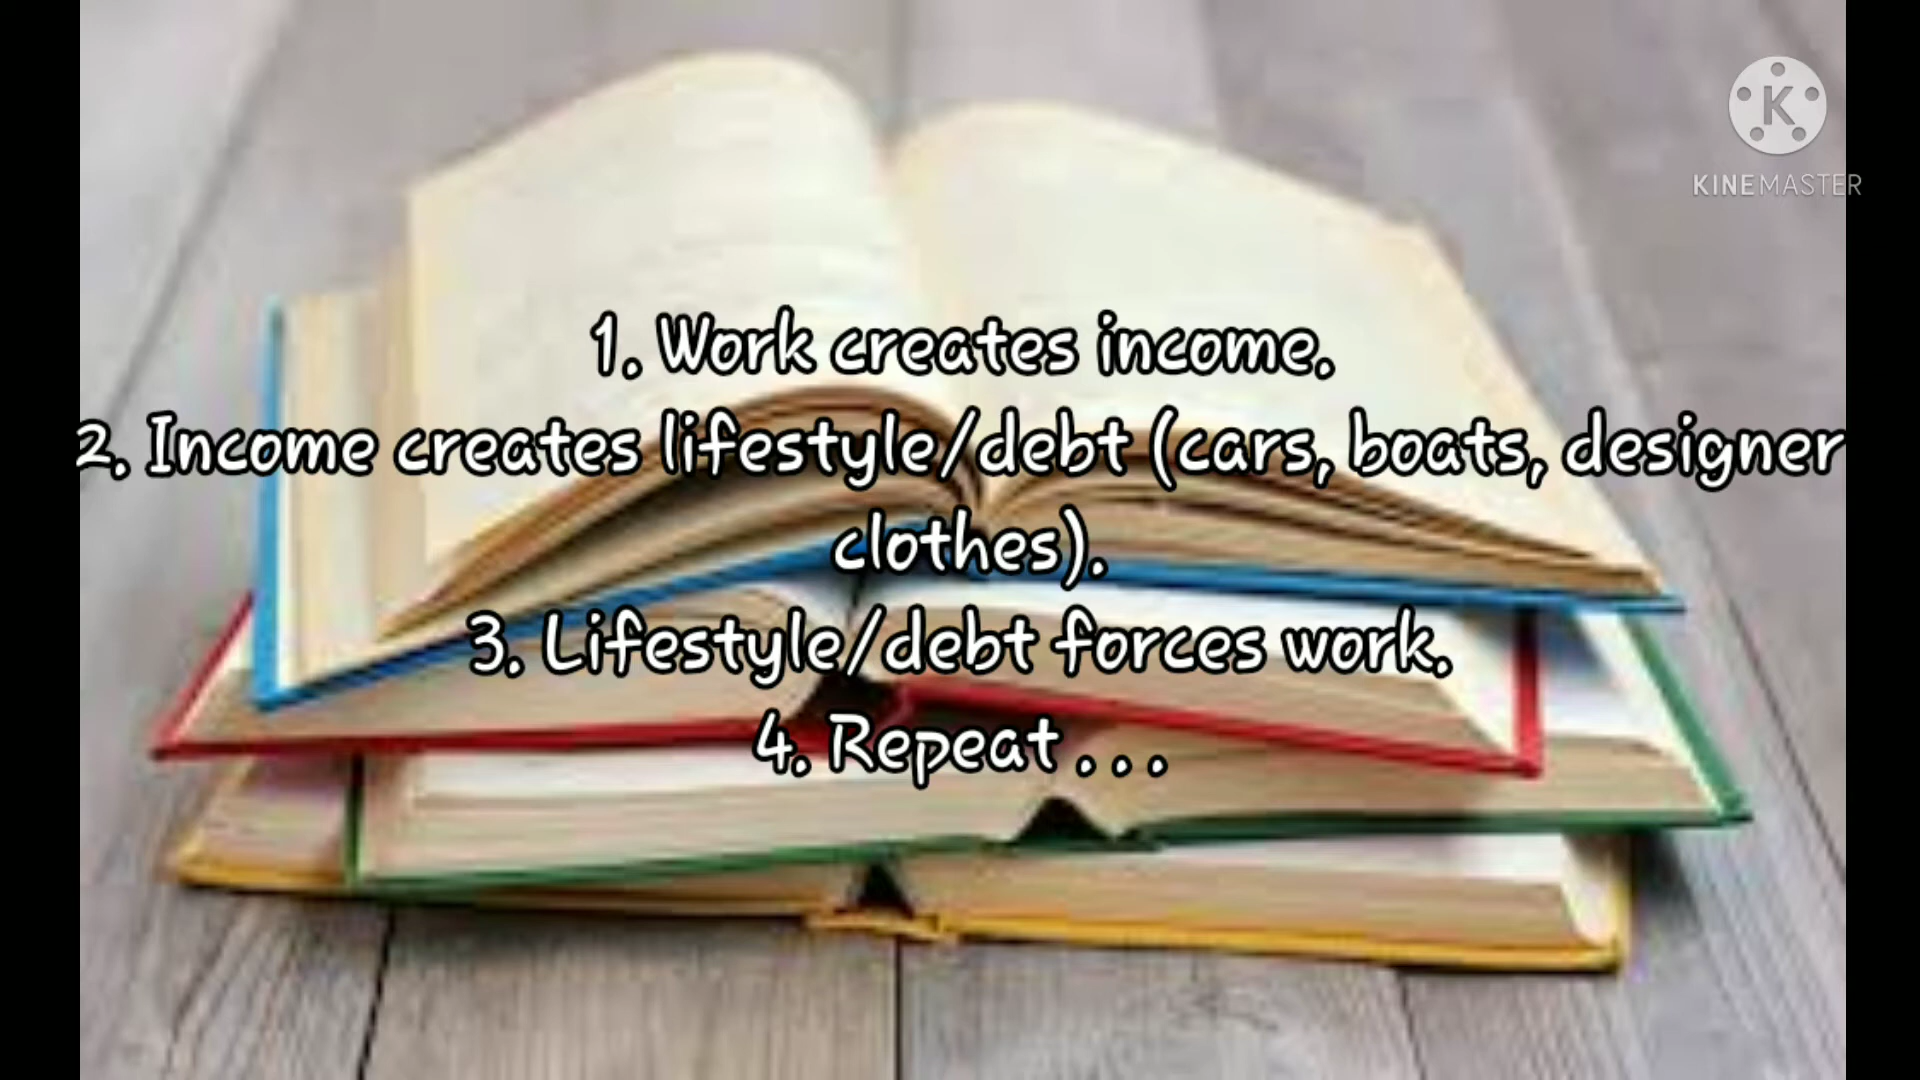 KINEMASTER
1. Work creates income.
2. Income creates lifestyle/debt (cars, boats, designer
clothes).
3. Lifestyle/debt forces work.
4. Repeat . . .